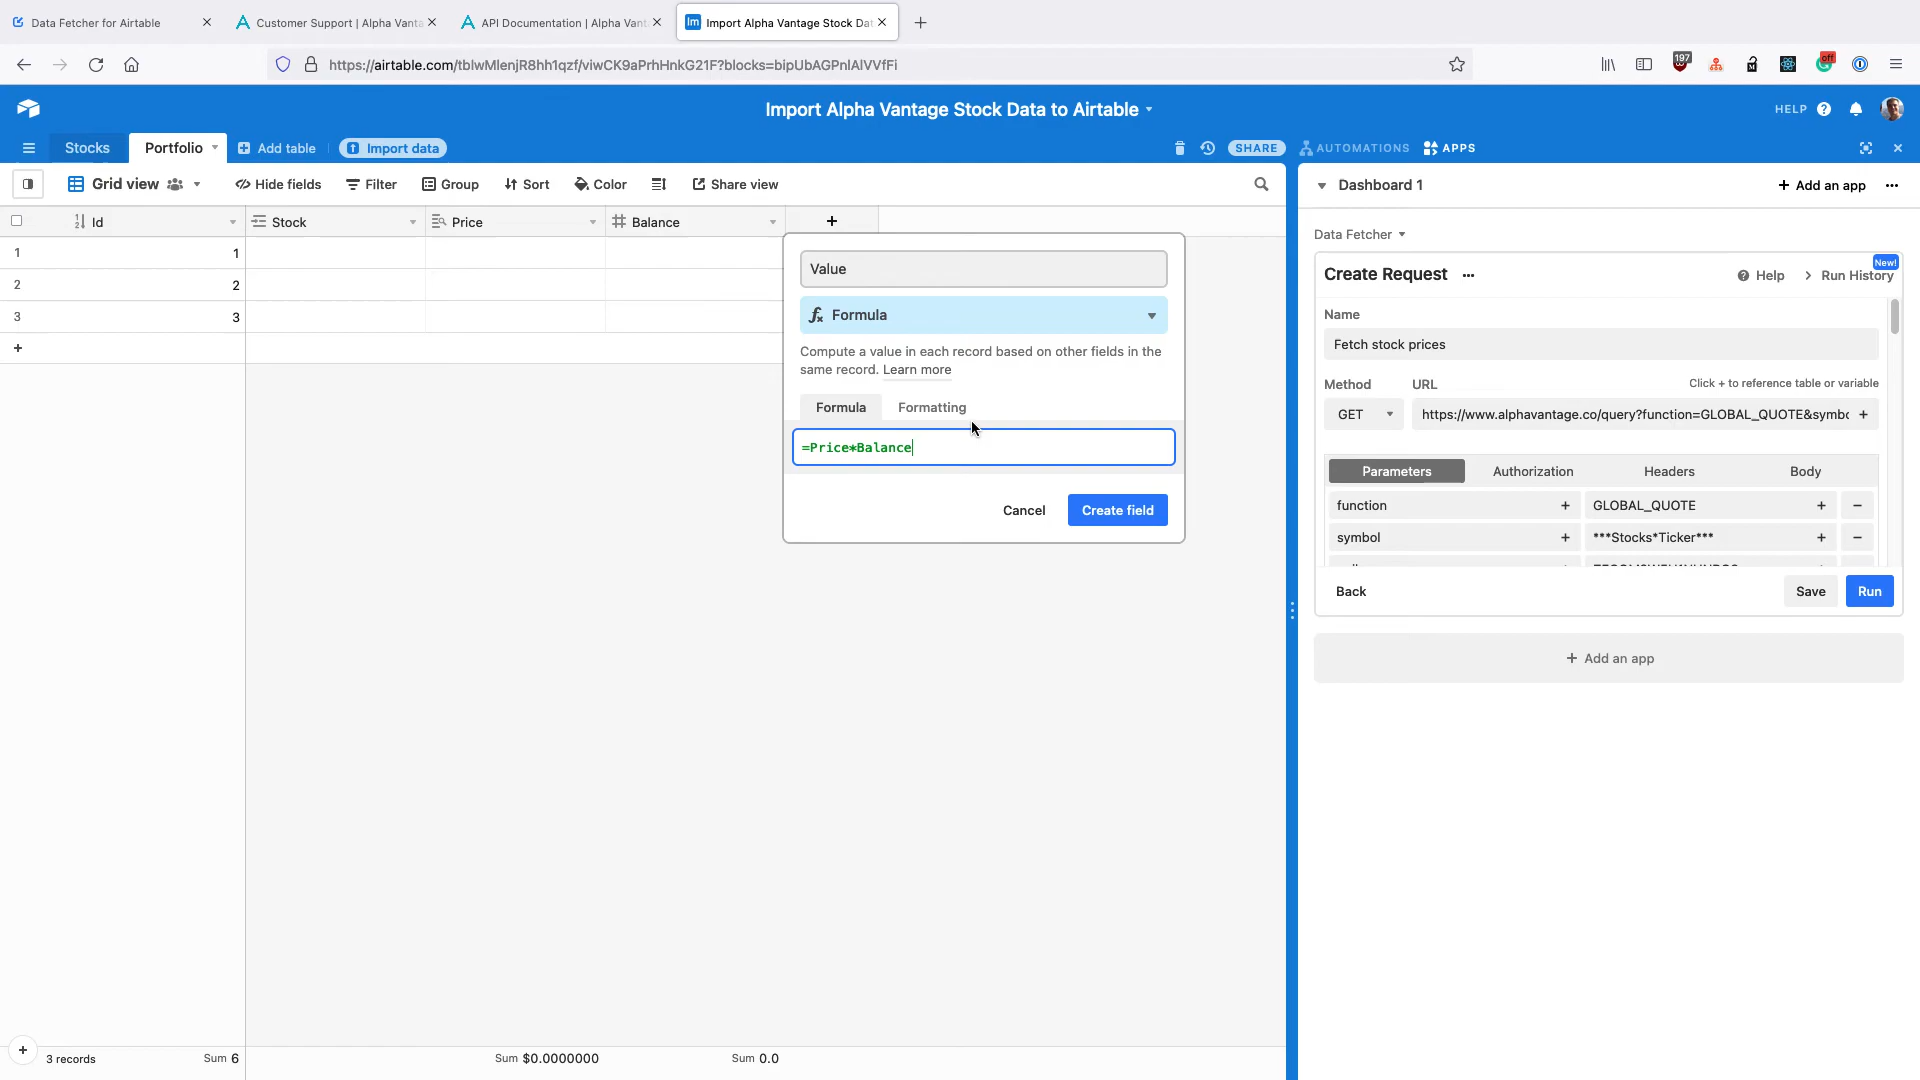 Data Fetcher for Airtable
Customer Support | Alpha Vanta
API Documentation | Alpha Vant
Im Import Alpha Vantage Stock Dat
https://airtable.com/tblwMlenjR8hh1qzf/viwCK9aPrhHnkG21F?blocks=bipUbAGPnlAlVVfFi
197
off
Import Alpha Vantage Stock Data to Airtable
HELP
Stocks
Portfolio
Add table
Import data
SHARE
AUTOMATIONS
APPS
Grid view
Hide fields
Filter
Group
Sort
Color
Share view
Dashboard 1
+ Add an app
Id
Stock
Price
Balance
+
1 1
2 2
3 3
+
Value
Formula
Compute a value in each record based on other fields in the
same record. Learn more
Formula
Formatting
=Price*Balance
Cancel
Create field
Data Fetcher
Create Request
Help
Run History
New!
Name
Fetch stock prices
Method
URL
Click + to reference table or variable
GET
https://www.alphavantage.co/query?function=GLOBAL_QUOTE&symbo
Parameters
Authorization
Headers
Body
function + GLOBAL_QUOTE + −
symbol + ***Stocks*Ticker*** + −
Back
Save
Run
+ Add an app
+ 3 records
Sum 6
Sum $0.0000000
Sum 0.0